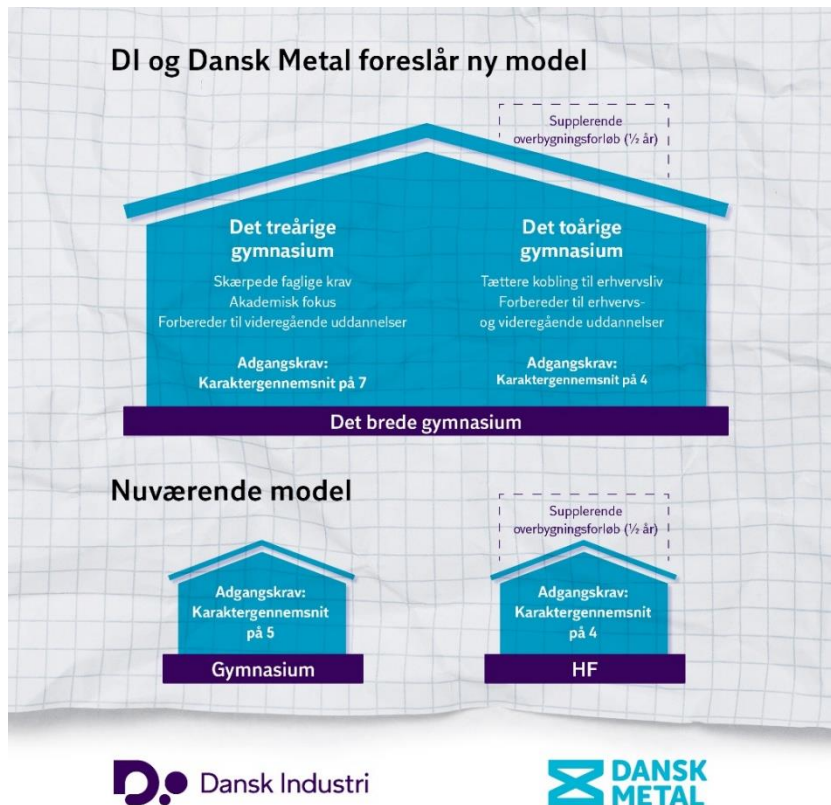 DI og Dansk Metal foreslår ny model
Supplerende
overbygningsforløb (½ år)
Det treårige
gymnasium
Skærpede faglige krav
Akademisk fokus
Forbereder til videregående uddannelser
Adgangskrav:
Karaktergennemsnit på 7
Det toårige
gymnasium
Tættere kobling til erhvervsliv
Forbereder til erhvervs-
og videregående uddannelser
Adgangskrav:
Karaktergennemsnit på 4
Det brede gymnasium
Nuværende model
Adgangskrav:
Karaktergennemsnit
på 5
Gymnasium
Supplerende
overbygningsforløb (½ år)
Adgangskrav:
Karaktergennemsnit
på 4
HF
Dansk Industri
DANSK
METAL